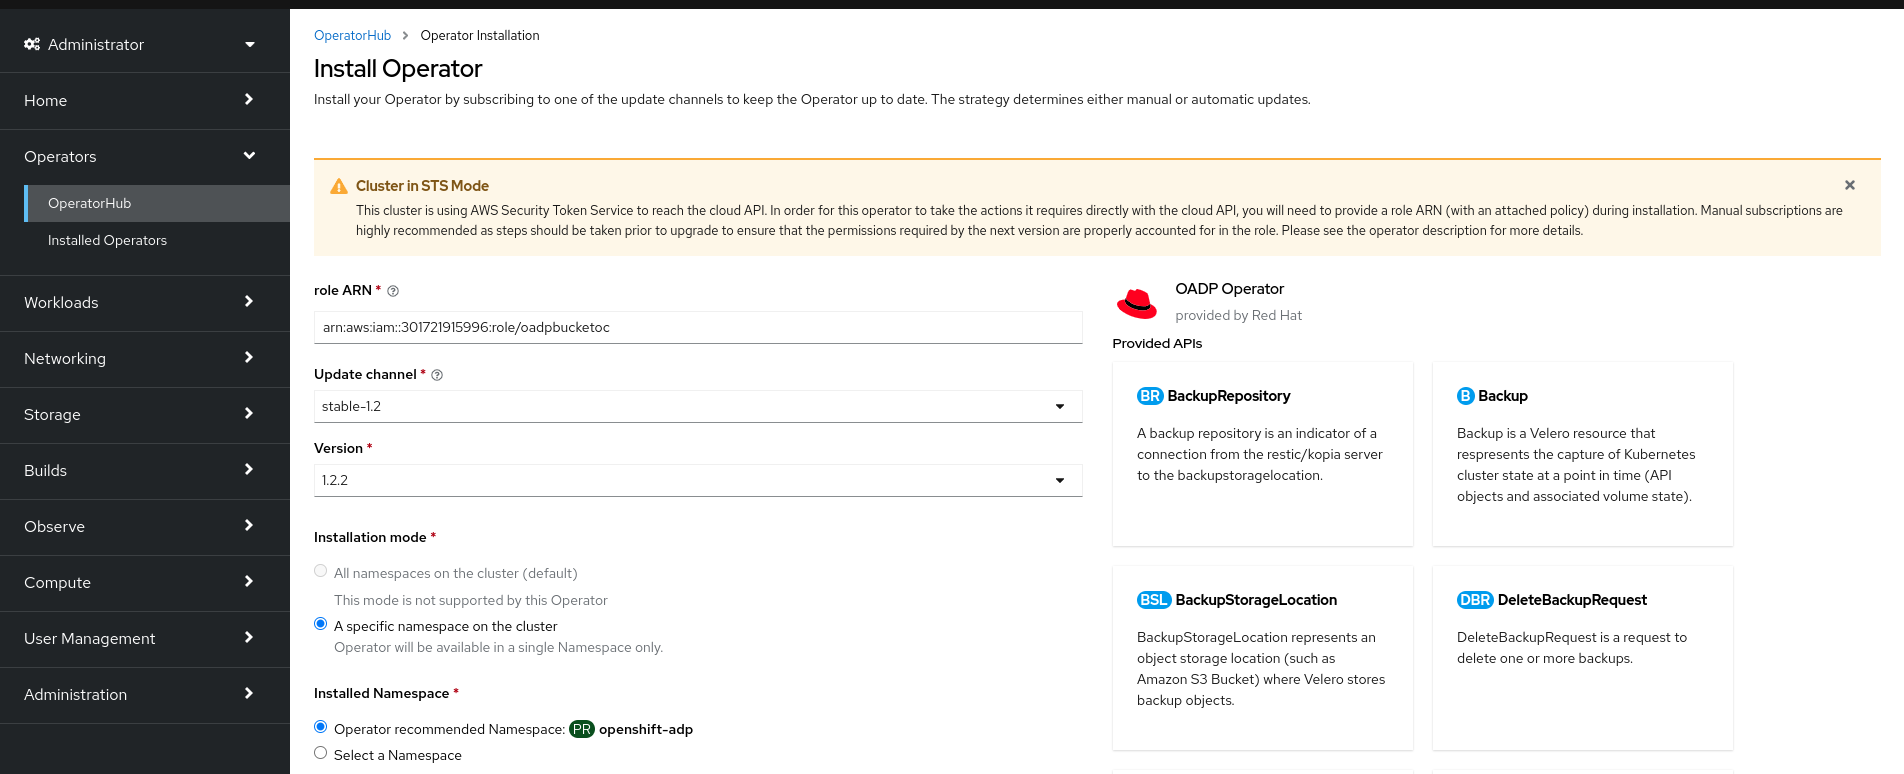 Administrator
Home
Operators
OperatorHub
Installed Operators
Workloads
Networking
Storage
Builds
Observe
Compute
User Management
Administration
OperatorHub > Operator Installation
Install Operator
Install your Operator by subscribing to one of the update channels to keep the Operator up to date. The strategy determines either manual or automatic updates.
Cluster in STS Mode
This cluster is using AWS Security Token Service to reach the cloud API. In order for this operator to take the actions it requires directly with the cloud API, you will need to provide a role ARN (with an attached policy) during installation. Manual subscriptions are
highly recommended as steps should be taken prior to upgrade to ensure that the permissions required by the next version are properly accounted for in the role. Please see the operator description for more details.
role ARN *
arn:aws:iam::301721915996:role/oadpbucketoc
Update channel *
stable-1.2
Version *
1.2.2
Installation mode *
All namespaces on the cluster (default)
This mode is not supported by this Operator
A specific namespace on the cluster
Operator will be available in a single Namespace only.
Installed Namespace *
Operator recommended Namespace: PR openshift-adp
Select a Namespace
OADP Operator
provided by Red Hat
Provided APIs
BR BackupRepository
A backup repository is an indicator of a
connection from the restic/kopia server
to the backupstoragelocation.
B Backup
Backup is a Velero resource that
respresents the capture of Kubernetes
cluster state at a point in time (API
objects and associated volume state).
BSL BackupStorageLocation
BackupStorageLocation represents an
object storage location (such as
Amazon S3 Bucket) where Velero stores
backup objects.
DBR DeleteBackupRequest
DeleteBackupRequest is a request to
delete one or more backups.